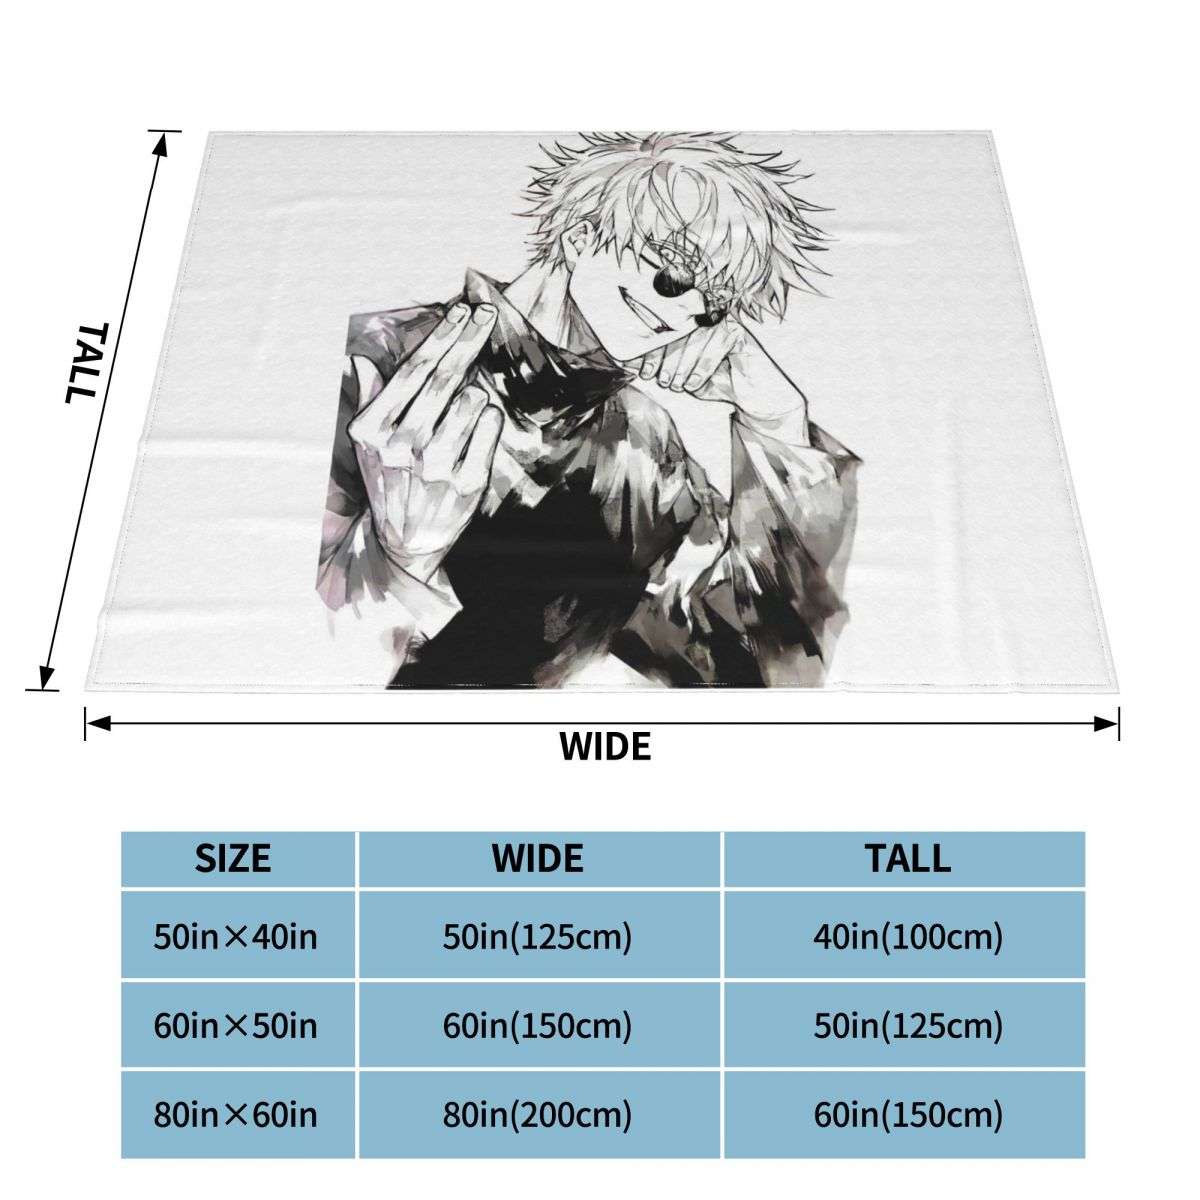 TALL
WIDE
SIZE WIDE TALL
50in×40in 50in(125cm) 40in(100cm)
60in×50in 60in(150cm) 50in(125cm)
80in×60in 80in(200cm) 60in(150cm)